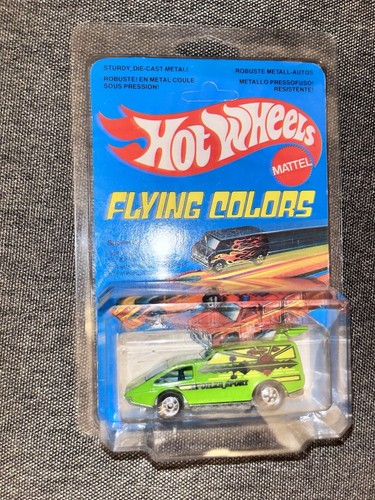 STURDY, DIE-CAST METAL!
ROBUSTE! EN METAL COULE
SOUS PRESSION!
ROBUSTE METALL-AUTOS
METALLO PRESSOFUSO!
RESISTENTE!
HOT WHEELS
MATTEL
FLYING COLORS